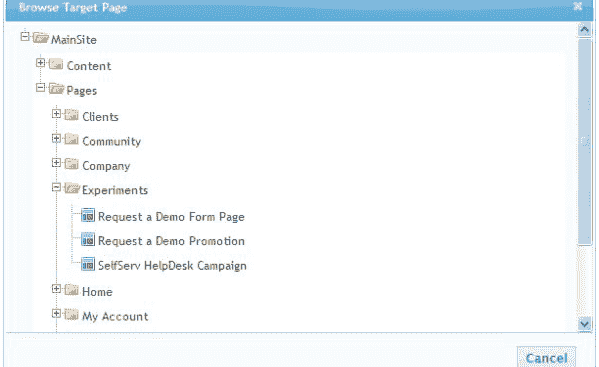 Browse Target Page
MainSite
Content
Pages
Clients
Community
Company
Experiments
Request a Demo Form Page
Request a Demo Promotion
SelfServ HelpDesk Campaign
Home
My Account
Cancel